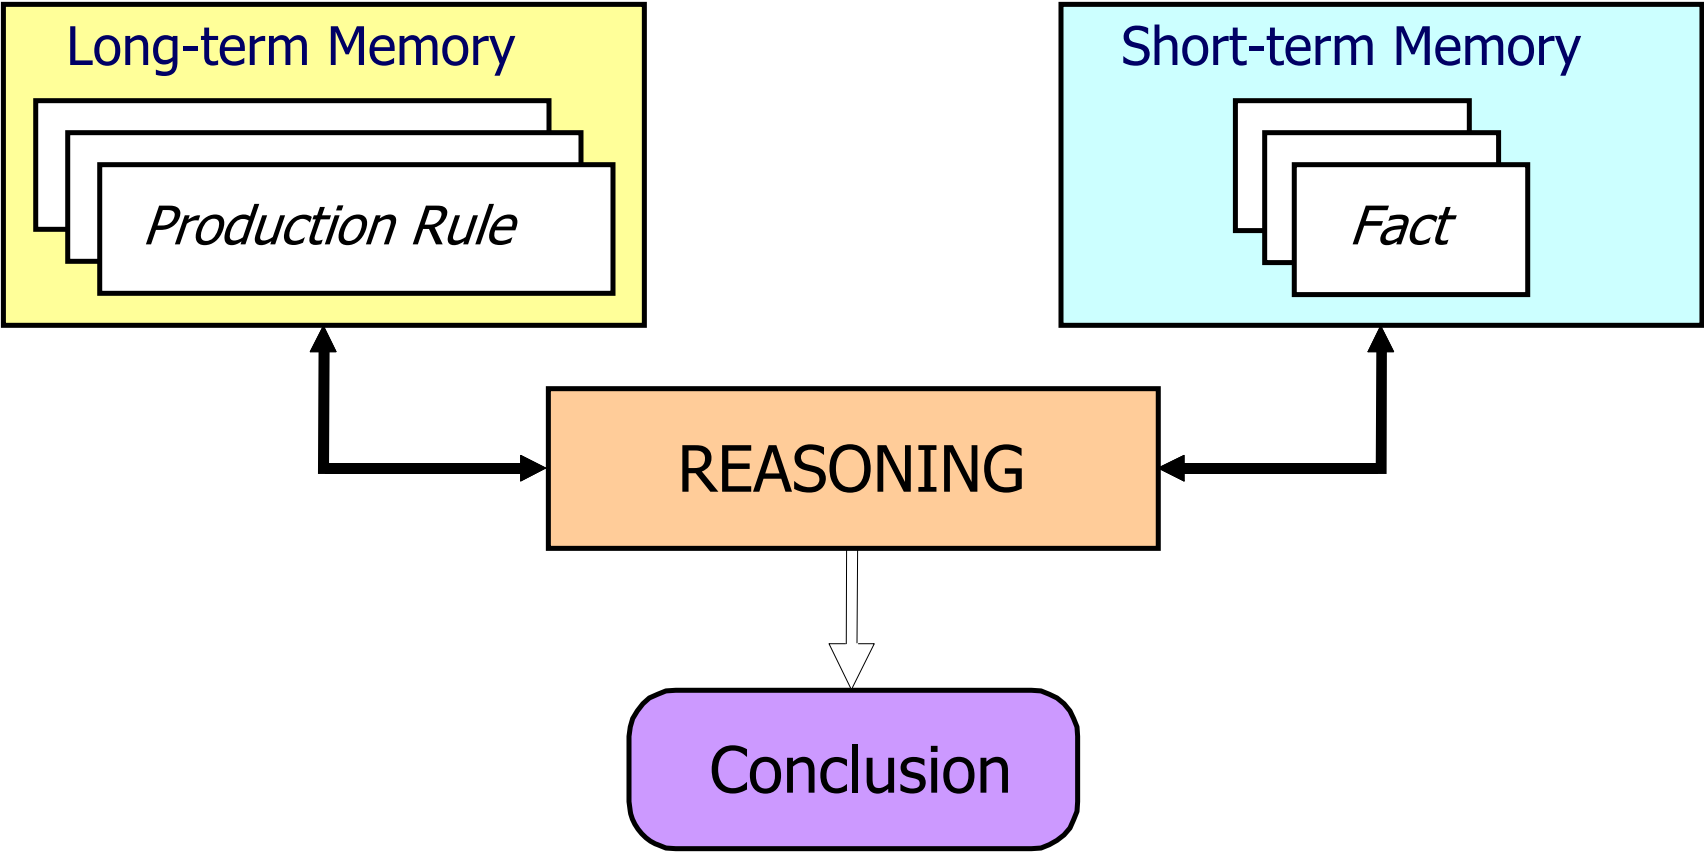 Long-term Memory
Production Rule
Short-term Memory
Fact
REASONING
Conclusion